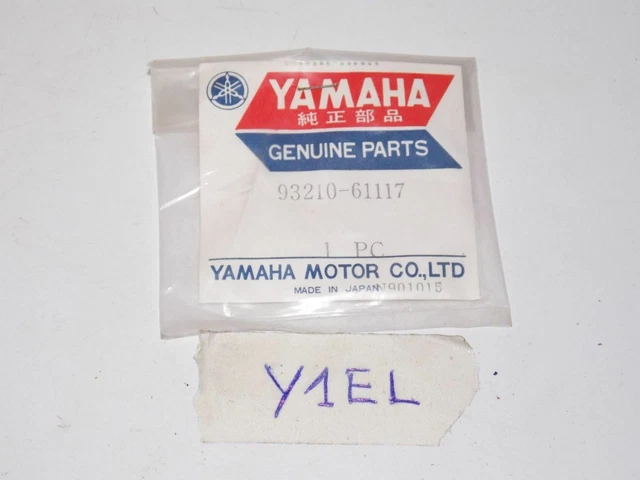 YAMAHA
純正部品
GENUINE PARTS
93210-61117
1 PC
YAMAHA MOTOR CO.,LTD
MADE IN JAPAN
901015
Y1EL